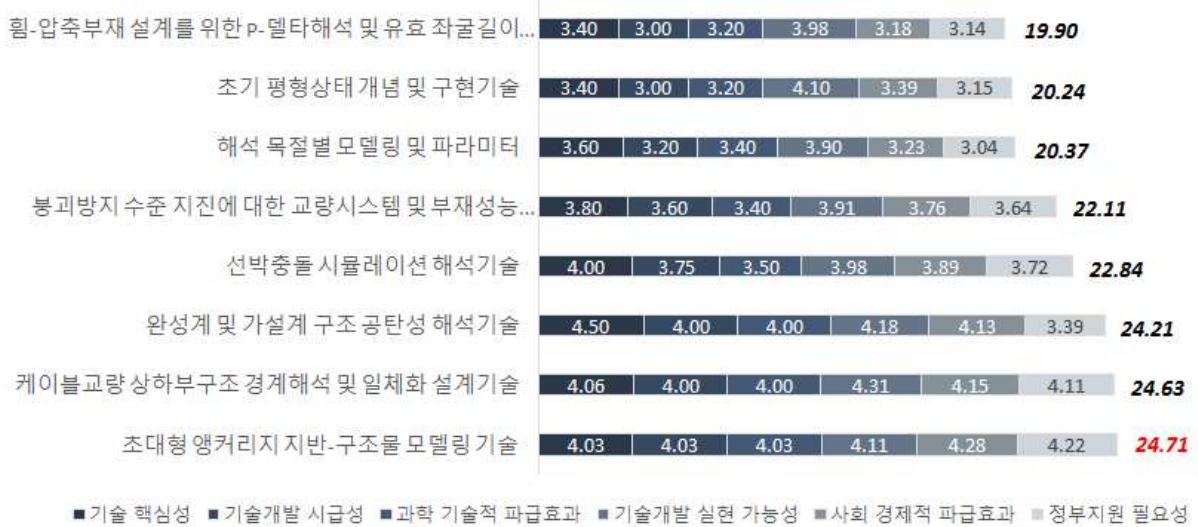 휨-압축부재 설계를 위한 P-델타해석 및 유효 좌굴길이... 3.40 3.00 3.20 3.98 3.18 3.14 19.90
초기 평형상태 개념 및 구현기술 3.40 3.00 3.20 4.10 3.39 3.15 20.24
해석 목절별 모델링 및 파라미터 3.60 3.20 3.40 3.90 3.23 3.04 20.37
붕괴방지 수준 지진에 대한 교량시스템 및 부재성능... 3.80 3.60 3.40 3.91 3.76 3.64 22.11
선박충돌 시뮬레이션 해석기술 4.00 3.75 3.50 3.98 3.89 3.72 22.84
완성계 및 가설계 구조 공탄성 해석기술 4.50 4.00 4.00 4.18 4.13 3.39 24.21
케이블교량 상하부구조 경계해석 및 일체화 설계기술 4.06 4.00 4.00 4.31 4.15 4.11 24.63
초대형 앵커리지 지반-구조물 모델링 기술 4.03 4.03 4.03 4.11 4.28 4.22 24.71
기술 핵심성 기술개발 시급성 과학 기술적 파급효과 기술개발 실현 가능성 사회 경제적 파급효과 정부지원 필요성